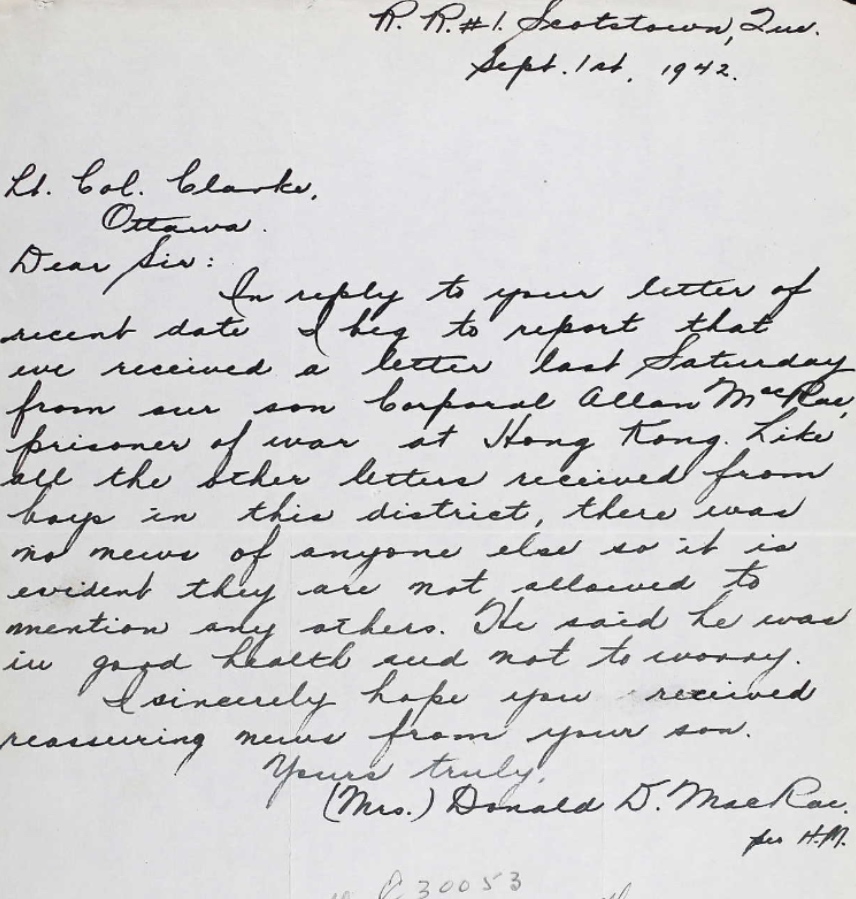 R. R. #1. Scotstown, Que.
Sept. 1st, 1942.
Lt. Col. Clarke,
Ottawa.
Dear Sir:
In reply to your letter of
recent date I beg to report that
we received a letter last Saturday
from our son Corporal Allan MacRae,
prisoner of war at Hong Kong. Like
all the other letters received from
boys in this district, there was
no news of anyone else so it is
evident they are not allowed to
mention any others. He said he was
in good health and not to worry.
I sincerely hope you received
reassuring news from your son.
Yours truly,
(Mrs.) Donald D. MacRae.
per H.M.
C 30053